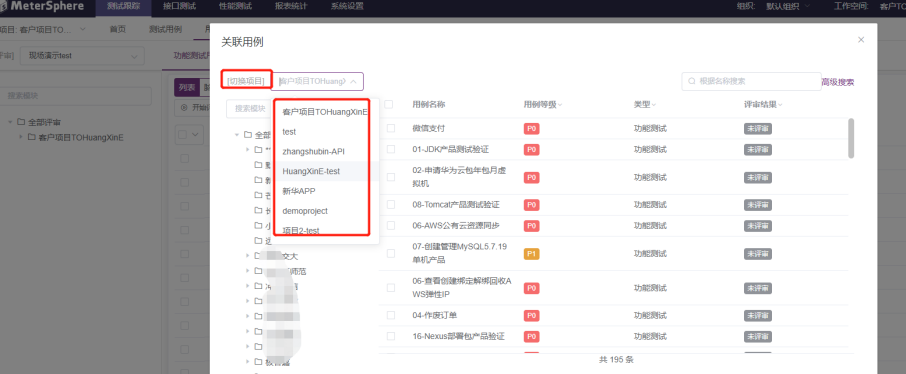 MeterSphere 测试跟踪 接口测试 性能测试 报表统计 系统设置 组织: 默认组织 工作空间: 客户TO
项目: 客户项目TO... 首页 测试用例
评审] 现场演示test 功能测试
关联用例
[切换项目] 客户项目TOHuangX
根据名称搜索 高级搜索
列表
搜索模块
开始
全部评审
客户项目TOHuangXinE
搜索模块
全部
客户项目TOHuangXinE
test
zhangshubin-API
HuangXinE-test
新华APP
demoproject
项目2-test
交大
师范
用例名称 用例等级 类型 评审结果
微信支付 P0 功能测试 未评审
01-JDK产品测试验证 P0 功能测试 未评审
02-申请华为云包年包月虚
拟机 P0 功能测试 未评审
08-Tomcat产品测试验证 P0 功能测试 未评审
06-AWS公有云资源同步 P0 功能测试 未评审
07-创建管理MySQL5.7.19
单机产品 P1 功能测试 未评审
06-查看创建绑定解绑回收A
WS弹性IP P0 功能测试 未评审
04-作废订单 P0 功能测试 未评审
16-Nexus部署包产品验证 P0 功能测试 未评审
共 195 条